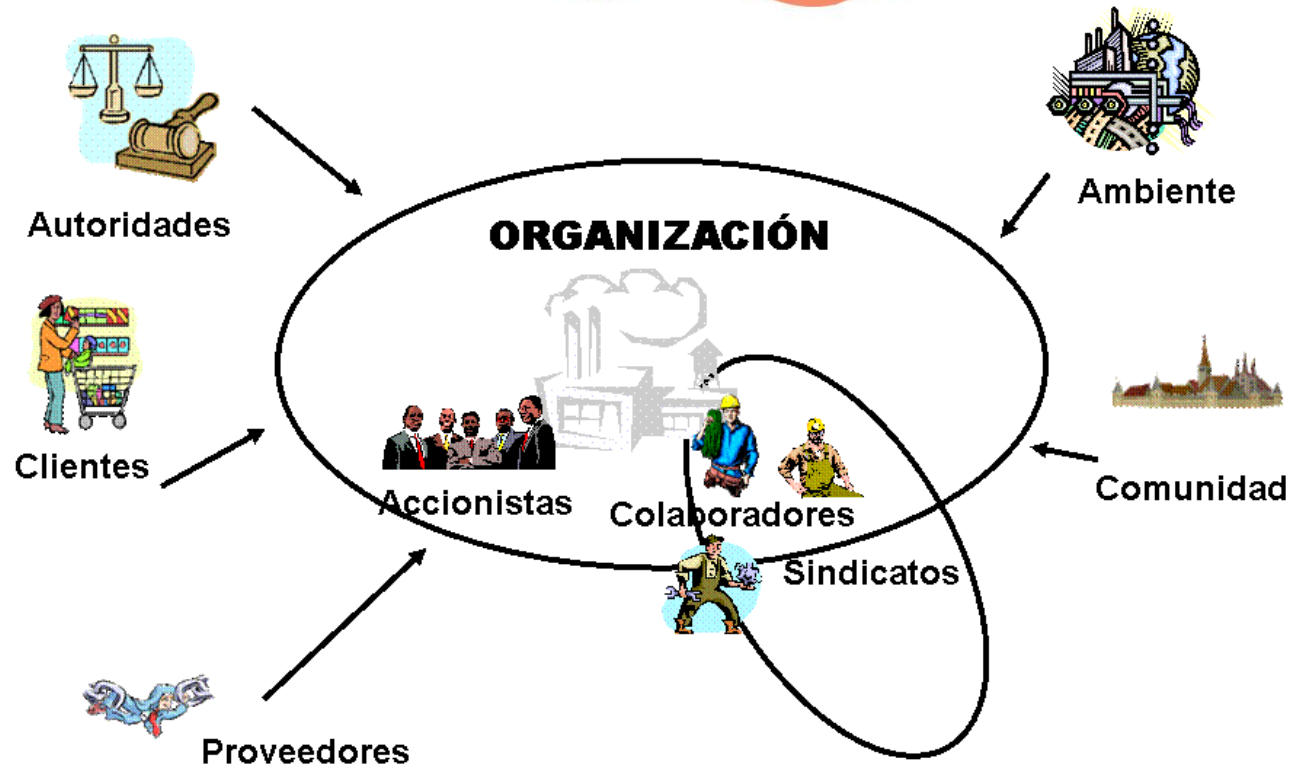 Autoridades
Ambiente
ORGANIZACIÓN
Clientes
Accionistas
Colaboradores
Comunidad
Sindicatos
Proveedores